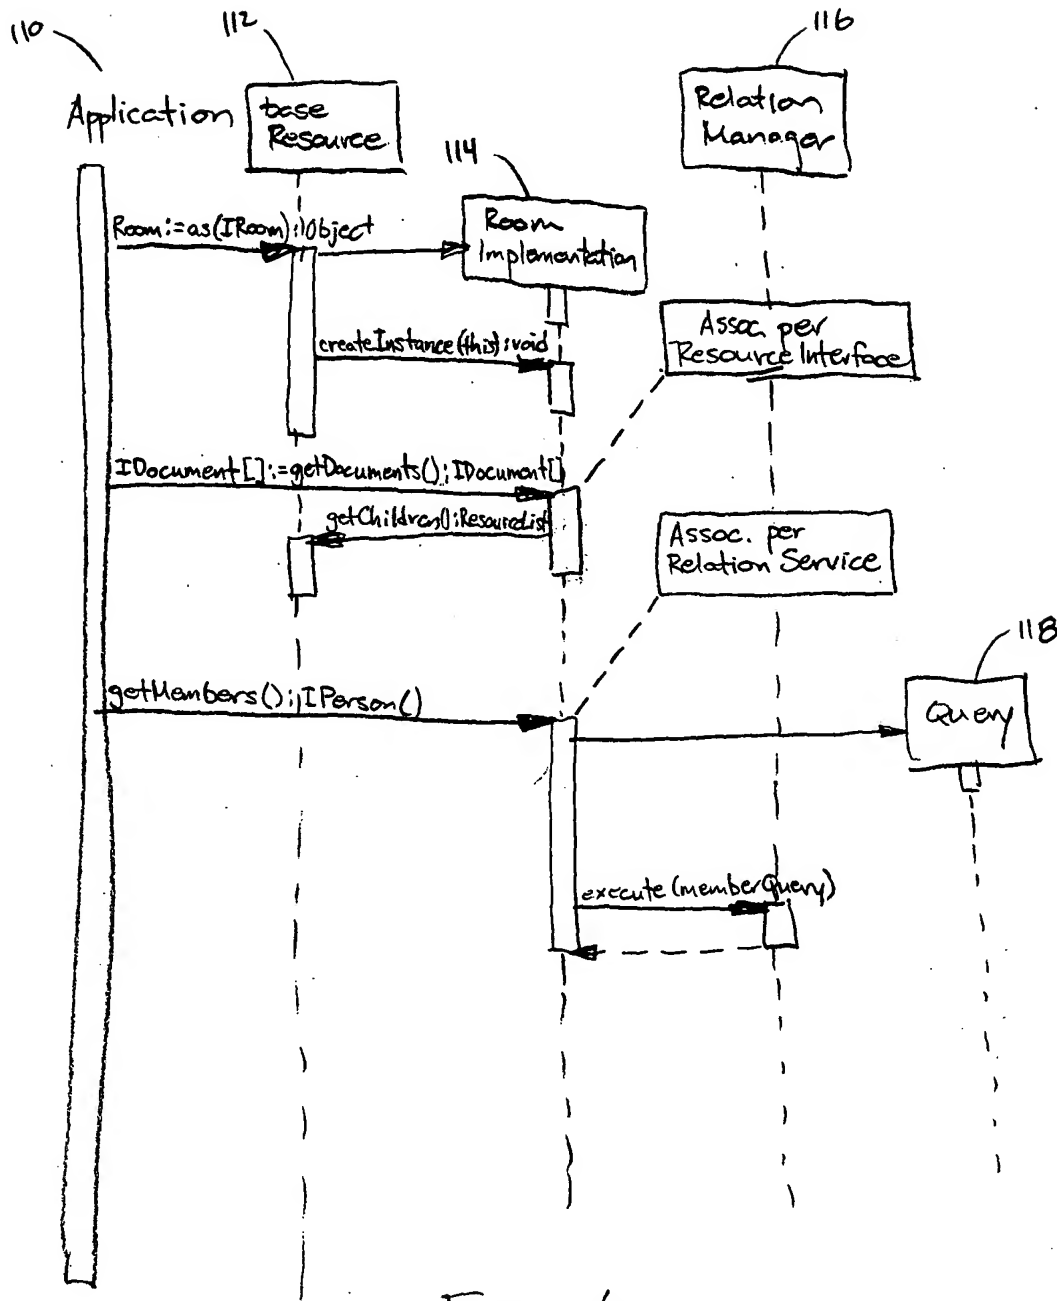 110
112
116
Application
base
Resource
Relation
Manager
114
Room:=as(IRoom):Object
Room
Implementation
createInstance(this):void
Assoc. per
Resource Interface
IDocument[]:=getDocuments();IDocument[]
getChildren():ResourceList
Assoc. per
Relation Service
118
getMembers();IPerson()
Query
execute(memberQuery)